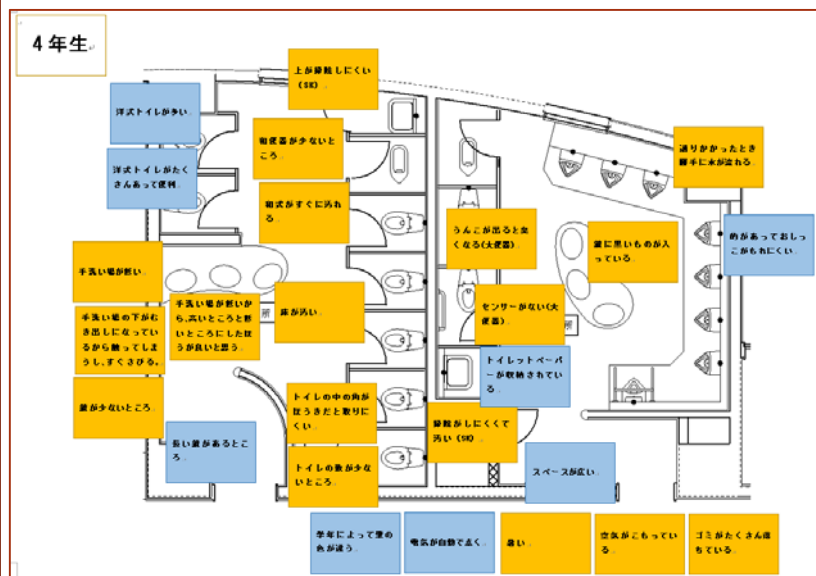 4年生
上が掃除しにくい
(SK)
洋式トイレが多い.
和便器が少ないと
ころ.
洋式トイレがたく
さんあって便利.
和式がすぐに汚れ
る.
通りかかったとき
勝手に水が流れる.
うんこが出ると臭
くなる(大便器).
鏡に黒いものが入
っている.
的があっておしっ
こがもれにくい.
手洗い場が低い.
手洗い場の下がむ
き出しになってい
るから触ってしま
うし、すぐさびる.
手洗い場が低いか
ら、高いところと低
いところにしたほ
うが良いと思う.
床が汚い.
センサーがない(大
便器).
トイレットペーパ
ーが収納されてい
る.
鏡が少ないところ.
トイレの中の角が
ほうきだと取りに
くい.
掃除がしにくくて
汚い(SK).
長い鏡があるとこ
ろ.
トイレの数が少な
いところ.
スペースが広い.
学年によって壁の
色が違う.
電気が自動で点く.
暑い.
空気がこもってい
る.
ゴミがたくさん落
ちている.